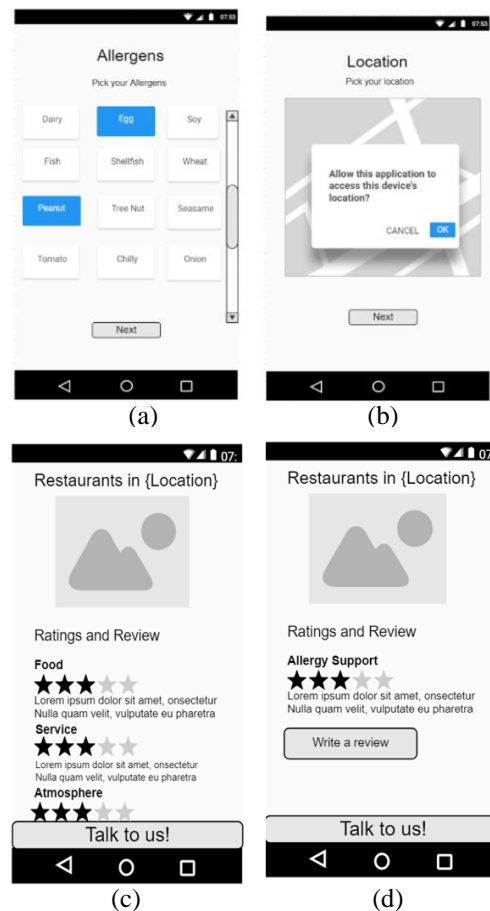 07:53
Allergens
Pick your Allergens
Dairy Egg Soy
Fish Shellfish Wheat
Peanut Tree Nut Seasame
Tomato Chilly Onion
Next
(a)
07:53
Location
Pick your location
Allow this application to
access this device's
location?
CANCEL OK
Next
(b)
07:
Restaurants in {Location}
Ratings and Review
Food
Lorem ipsum dolor sit amet, onsectetur
Nulla quam velit, vulputate eu pharetra
Service
Lorem ipsum dolor sit amet, onsectetur
Nulla quam velit, vulputate eu pharetra
Atmosphere
Talk to us!
(c)
07
Restaurants in {Location}
Ratings and Review
Allergy Support
Lorem ipsum dolor sit amet, onsectetur
Nulla quam velit, vulputate eu pharetra
Write a review
Talk to us!
(d)